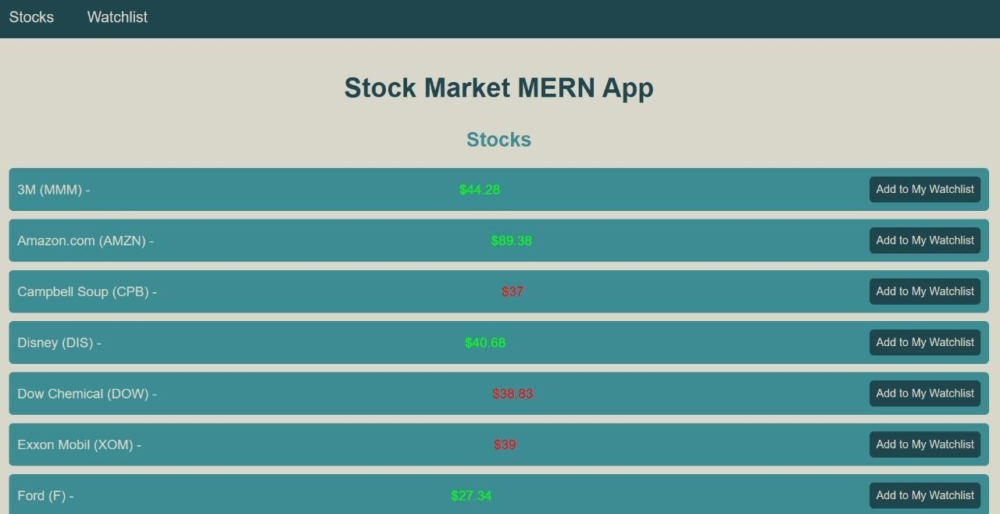 Stocks Watchlist
Stock Market MERN App
Stocks
3M (MMM) - $44.28 Add to My Watchlist
Amazon.com (AMZN) - $89.38 Add to My Watchlist
Campbell Soup (CPB) - $37 Add to My Watchlist
Disney (DIS) - $40.68 Add to My Watchlist
Dow Chemical (DOW) - $38.83 Add to My Watchlist
Exxon Mobil (XOM) - $39 Add to My Watchlist
Ford (F) - $27.34 Add to My Watchlist